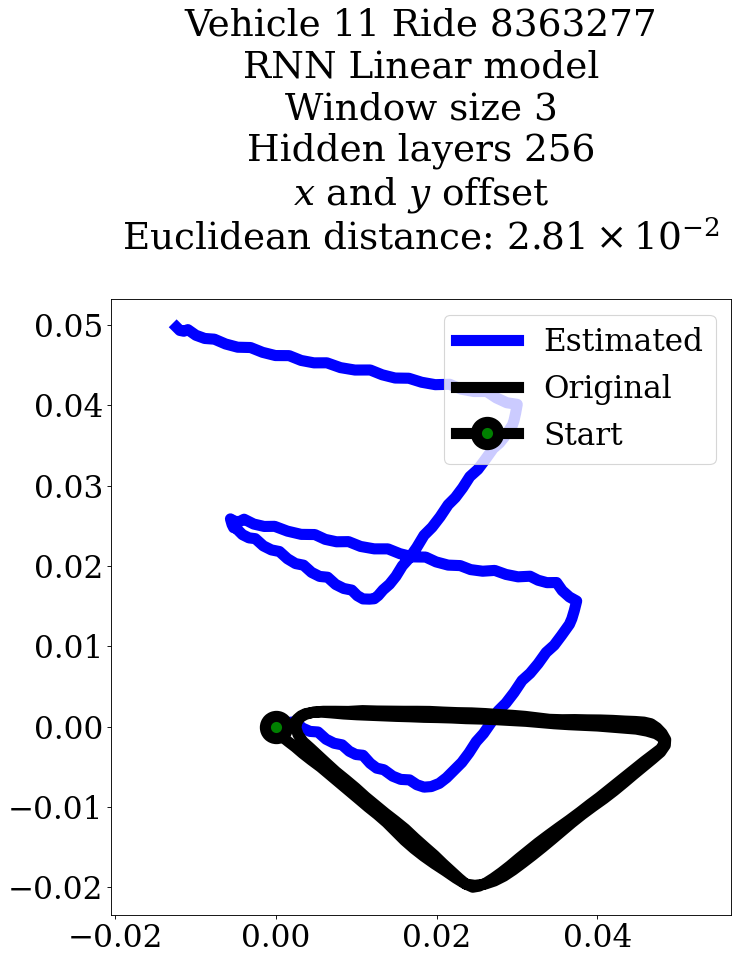 Vehicle 11 Ride 8363277
RNN Linear model
Window size 3
Hidden layers 256
x and y offset
Euclidean distance: 2.81 × 10⁻²
Estimated
Original
Start
0.05
0.04
0.03
0.02
0.01
0.00
−0.01
−0.02
−0.02 0.00 0.02 0.04